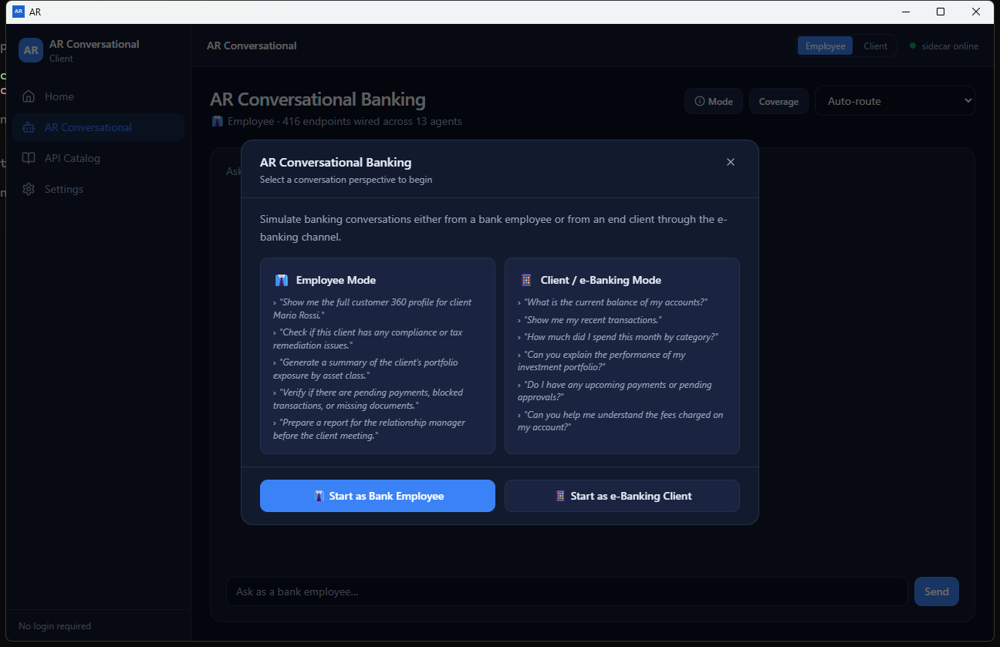 AR AR
AR
AR Conversational
Client
Home
AR Conversational
API Catalog
Settings
No login required
AR Conversational
Employee
Client
sidecar online
AR Conversational Banking
Employee · 416 endpoints wired across 13 agents
Mode
Coverage
Auto-route
Ask
AR Conversational Banking
Select a conversation perspective to begin
Simulate banking conversations either from a bank employee or from an end client through the e-
banking channel.
Employee Mode
› "Show me the full customer 360 profile for client
Mario Rossi."
› "Check if this client has any compliance or tax
remediation issues."
› "Generate a summary of the client's portfolio
exposure by asset class."
› "Verify if there are pending payments, blocked
transactions, or missing documents."
› "Prepare a report for the relationship manager
before the client meeting."
Client / e-Banking Mode
› "What is the current balance of my accounts?"
› "Show me my recent transactions."
› "How much did I spend this month by category?"
› "Can you explain the performance of my
investment portfolio?"
› "Do I have any upcoming payments or pending
approvals?"
› "Can you help me understand the fees charged on
my account?"
Start as Bank Employee
Start as e-Banking Client
Ask as a bank employee...
Send